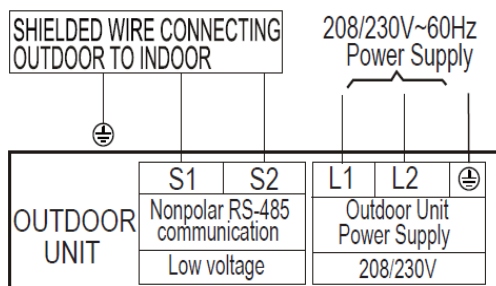 SHIELDED WIRE CONNECTING
OUTDOOR TO INDOOR
208/230V~60Hz
Power Supply
S1
S2
L1
L2
OUTDOOR
UNIT
Nonpolar RS-485
communication
Low voltage
Outdoor Unit
Power Supply
208/230V